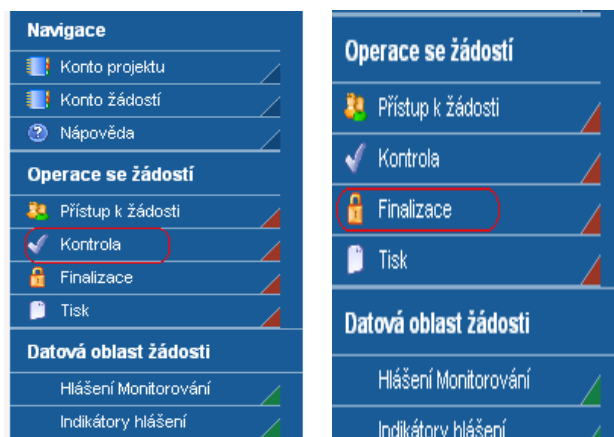 Navigace
Konto projektu
Konto žádostí
Nápověda
Operace se žádostí
Přístup k žádosti
Kontrola
Finalizace
Tisk
Datová oblast žádosti
Hlášení Monitorování
Indikátory hlášení
Operace se žádostí
Přístup k žádosti
Kontrola
Finalizace
Tisk
Datová oblast žádosti
Hlášení Monitorování
Indikátory hlášení